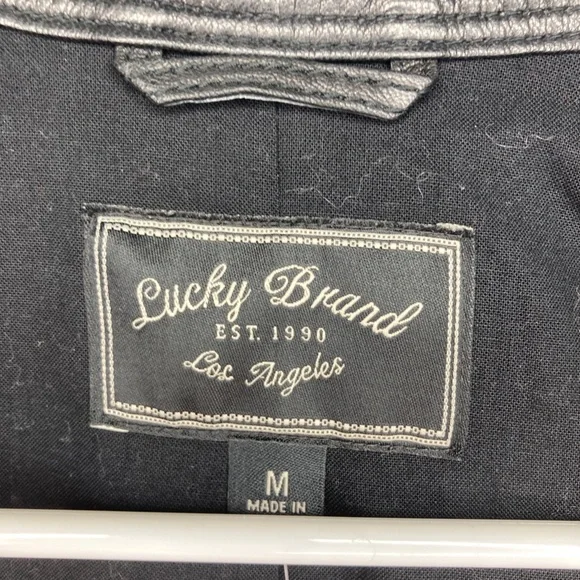 Lucky Brand
EST. 1990
Los Angeles
M
MADE IN